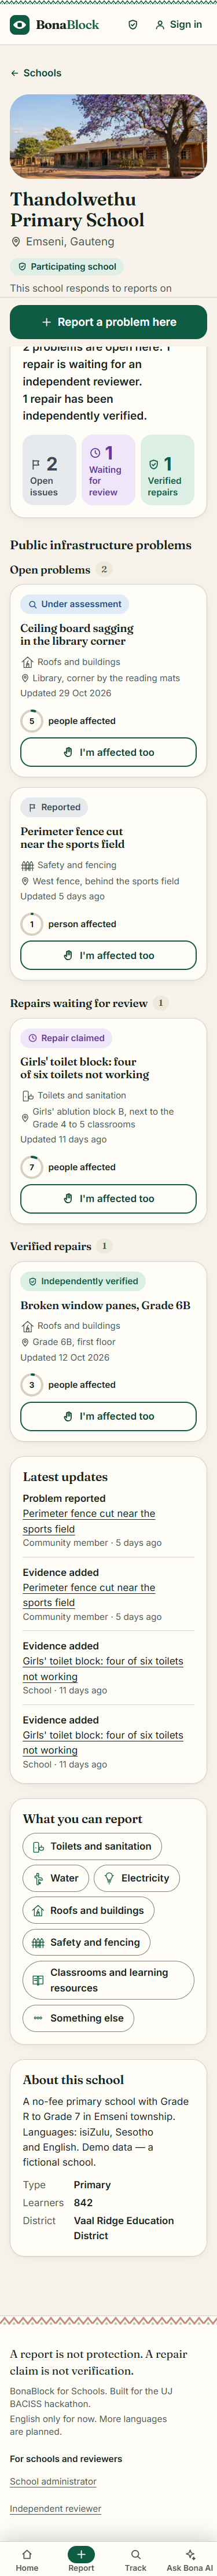 BonaBlock
Sign in
← Schools
Thandolwethu
Primary School
Emseni, Gauteng
Participating school
This school responds to reports on
+ Report a problem here
2 problems are open here. 1
repair is waiting for an
independent reviewer.
1 repair has been
independently verified.
2
Open
issues
1
Waiting
for
review
1
Verified
repairs
Public infrastructure problems
Open problems 2
Under assessment
Ceiling board sagging
in the library corner
Roofs and buildings
Library, corner by the reading mats
Updated 29 Oct 2026
5 people affected
I'm affected too
Reported
Perimeter fence cut
near the sports field
Safety and fencing
West fence, behind the sports field
Updated 5 days ago
1 person affected
I'm affected too
Repairs waiting for review 1
Repair claimed
Girls' toilet block: four
of six toilets not working
Toilets and sanitation
Girls' ablution block B, next to the
Grade 4 to 5 classrooms
Updated 11 days ago
7 people affected
I'm affected too
Verified repairs 1
Independently verified
Broken window panes, Grade 6B
Roofs and buildings
Grade 6B, first floor
Updated 12 Oct 2026
3 people affected
I'm affected too
Latest updates
Problem reported
Perimeter fence cut near the
sports field
Community member · 5 days ago
Evidence added
Perimeter fence cut near the
sports field
Community member · 5 days ago
Evidence added
Girls' toilet block: four of six toilets
not working
School · 11 days ago
Evidence added
Girls' toilet block: four of six toilets
not working
School · 11 days ago
What you can report
Toilets and sanitation
Water
Electricity
Roofs and buildings
Safety and fencing
Classrooms and learning
resources
Something else
About this school
A no-fee primary school with Grade
R to Grade 7 in Emseni township.
Languages: isiZulu, Sesotho
and English. Demo data — a
fictional school.
Type Primary
Learners 842
District Vaal Ridge Education
District
A report is not protection. A repair
claim is not verification.
BonaBlock for Schools. Built for the UJ
BACISS hackathon.
English only for now. More languages
are planned.
For schools and reviewers
School administrator
Independent reviewer
Home
Report
Track
Ask Bona AI